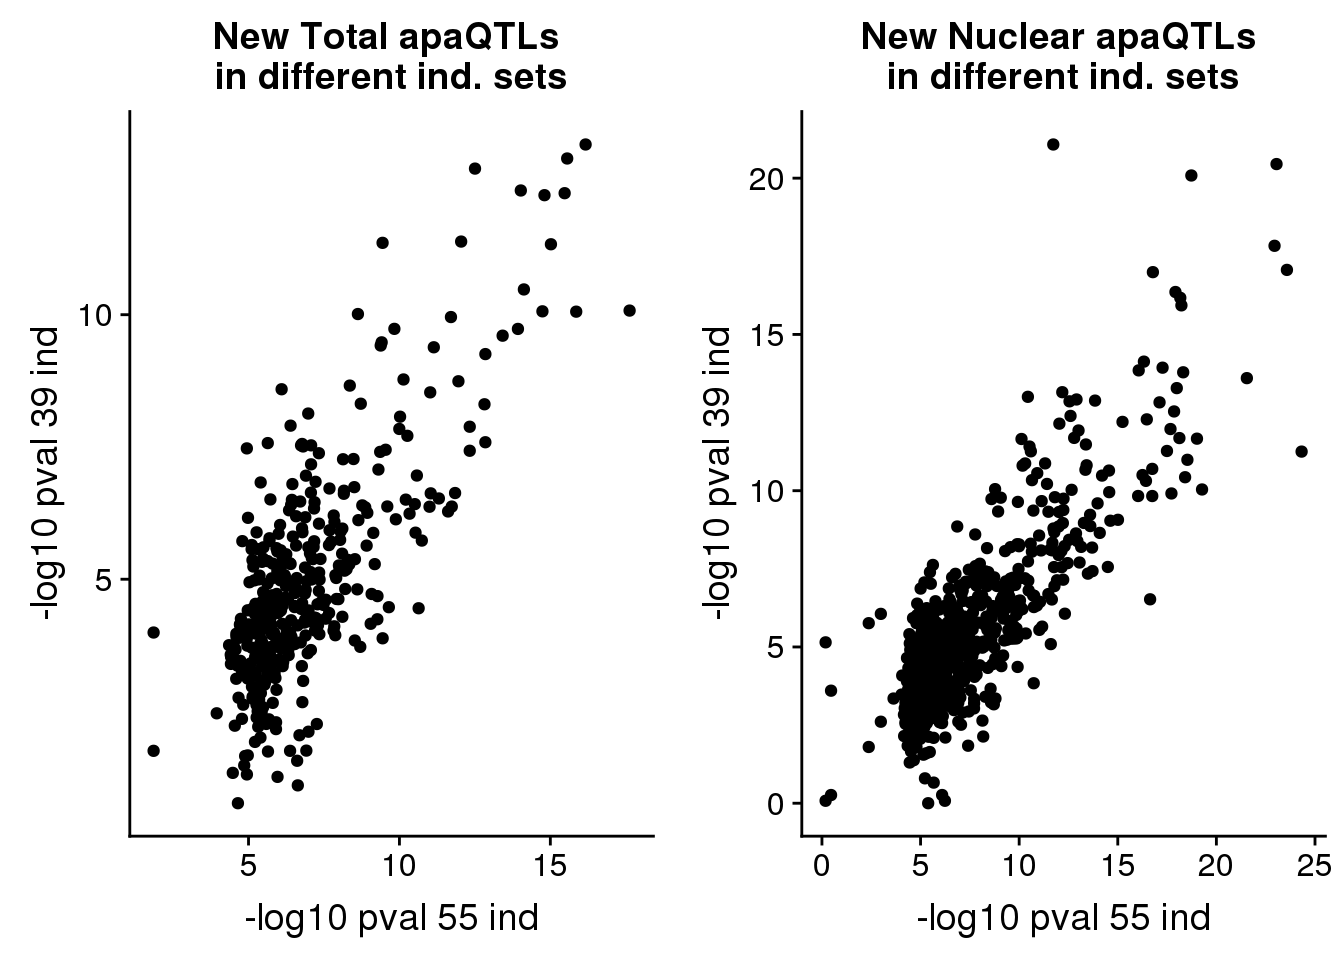 New Total apaQTLs
in different ind. sets
-log10 pval 39 ind
10
5
5
10
15
-log10 pval 55 ind
New Nuclear apaQTLs
in different ind. sets
-log10 pval 39 ind
20
15
10
5
0
0
5
10
15
20
25
-log10 pval 55 ind